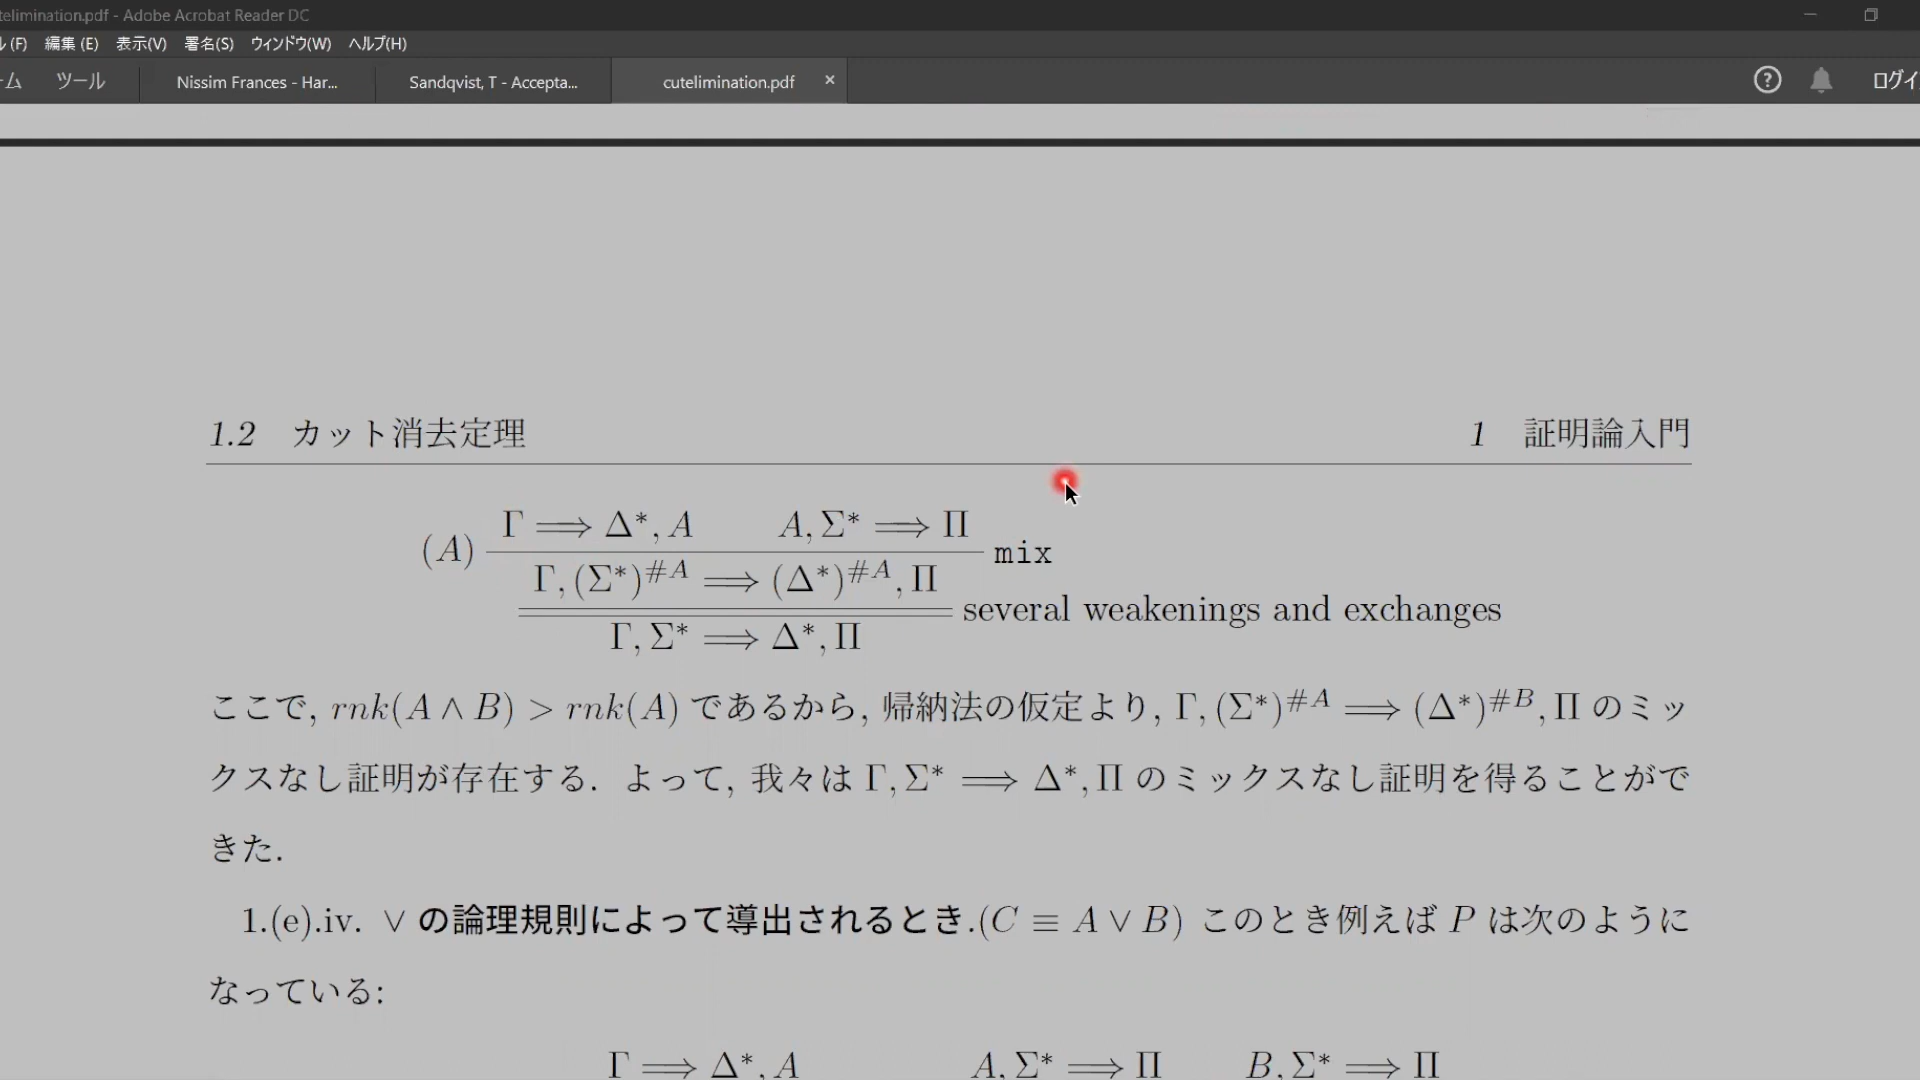 telimination.pdf - Adobe Acrobat Reader DC
(F) 編集 (E) 表示(V) 署名(S) ウィンドウ(W) ヘルプ(H)
ーム ツール Nissim Frances - Har... Sandqvist, T - Accepta... cutelimination.pdf × ? ログイ
1.2 カット消去定理 1 証明論入門
Γ ⟹ Δ*, A A, Σ* ⟹ Π
(A) mix
Γ, (Σ*)^{#A} ⟹ (Δ*)^{#A}, Π
several weakenings and exchanges
Γ, Σ* ⟹ Δ*, Π
ここで, rnk(A ∧ B) > rnk(A) であるから, 帰納法の仮定より, Γ, (Σ*)^{#A} ⟹ (Δ*)^{#B}, Π のミッ
クスなし証明が存在する. よって, 我々は Γ, Σ* ⟹ Δ*, Π のミックスなし証明を得ることがで
きた.
1.(e).iv. ∨ の論理規則によって導出されるとき.(C ≡ A ∨ B) このとき例えば P は次のように
なっている:
Γ ⟹ Δ*, A A, Σ* ⟹ Π B, Σ* ⟹ Π